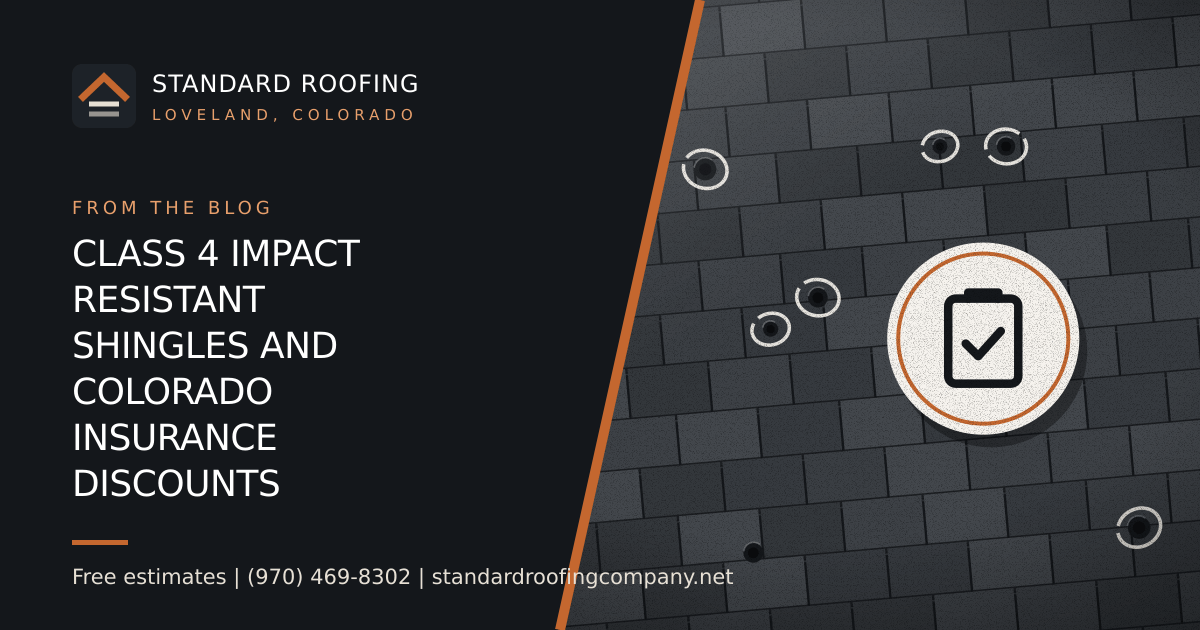 STANDARD ROOFING
LOVELAND, COLORADO
FROM THE BLOG
CLASS 4 IMPACT
RESISTANT
SHINGLES AND
COLORADO
INSURANCE
DISCOUNTS
Free estimates | (970) 469-8302 | standardroofingcompany.net